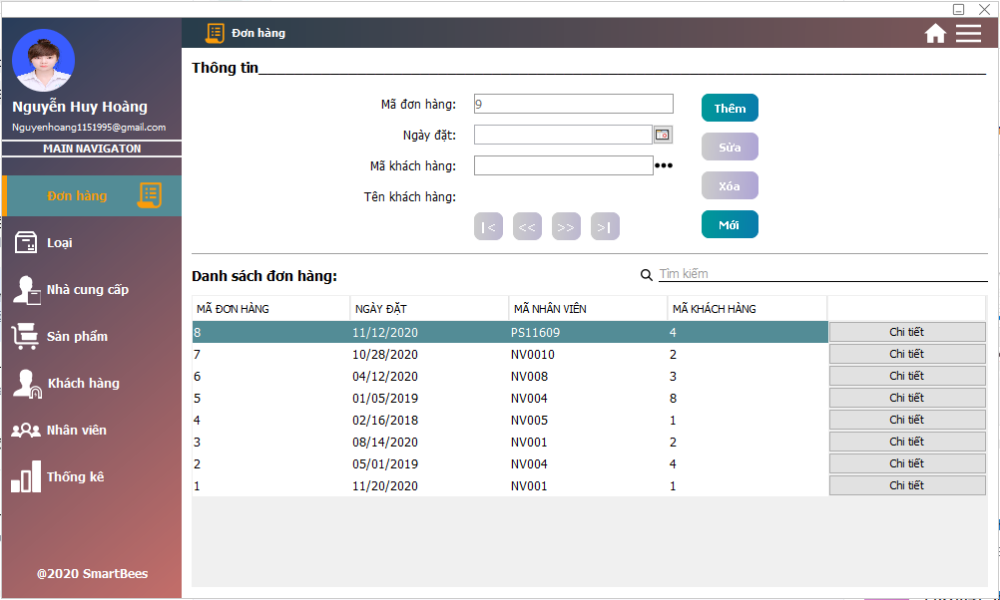 Đơn hàng
Nguyễn Huy Hoàng
Nguyenhoang1151995@gmail.com
MAIN NAVIGATON
Đơn hàng
Loại
Nhà cung cấp
Sản phẩm
Khách hàng
Nhân viên
Thống kê
@2020 SmartBees
Thông tin
Mã đơn hàng: 9
Ngày đặt:
Mã khách hàng: •••
Tên khách hàng:
Thêm
Sửa
Xóa
Mới
|< << >> >|
Danh sách đơn hàng:
Tìm kiếm
MÃ ĐƠN HÀNG NGÀY ĐẶT MÃ NHÂN VIÊN MÃ KHÁCH HÀNG
8 11/12/2020 PS11609 4 Chi tiết
7 10/28/2020 NV0010 2 Chi tiết
6 04/12/2020 NV008 3 Chi tiết
5 01/05/2019 NV004 8 Chi tiết
4 02/16/2018 NV005 1 Chi tiết
3 08/14/2020 NV001 2 Chi tiết
2 05/01/2019 NV004 4 Chi tiết
1 11/20/2020 NV001 1 Chi tiết